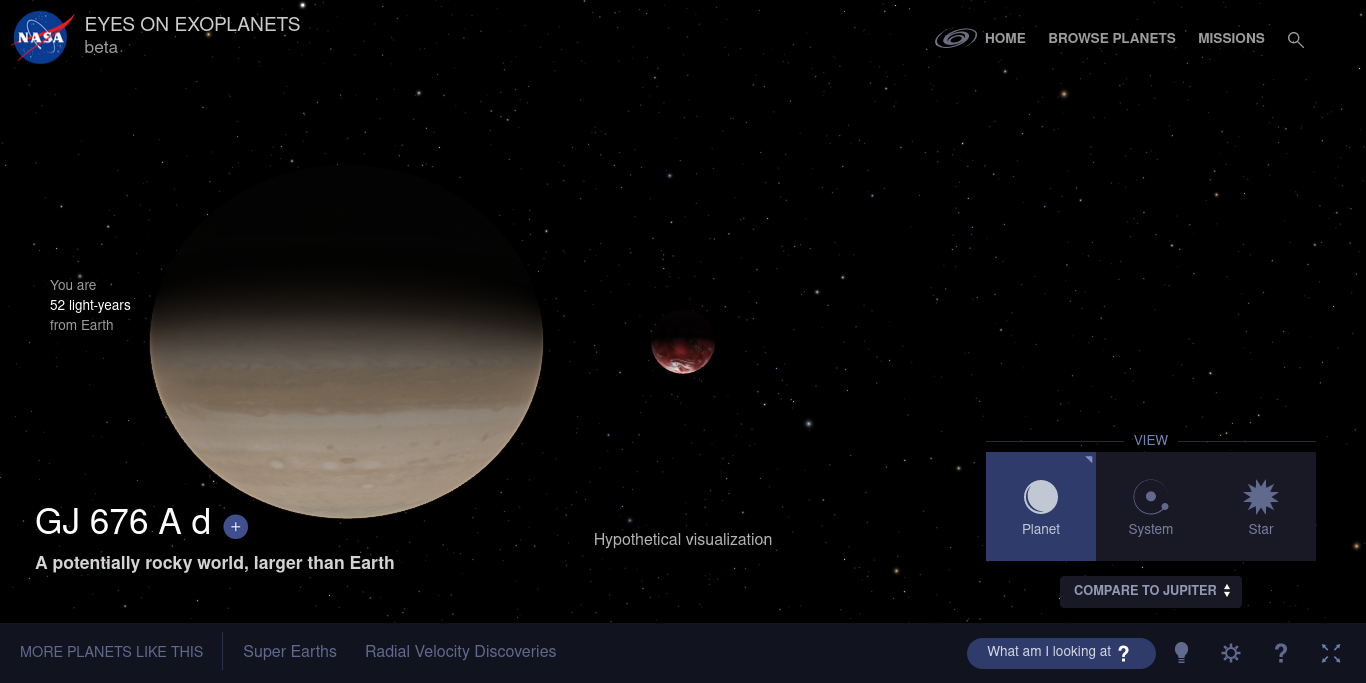 NASA
EYES ON EXOPLANETS
beta
HOME
BROWSE PLANETS
MISSIONS
You are
52 light-years
from Earth
GJ 676 A d +
A potentially rocky world, larger than Earth
Hypothetical visualization
VIEW
Planet
System
Star
COMPARE TO JUPITER
MORE PLANETS LIKE THIS
Super Earths
Radial Velocity Discoveries
What am I looking at ?
?